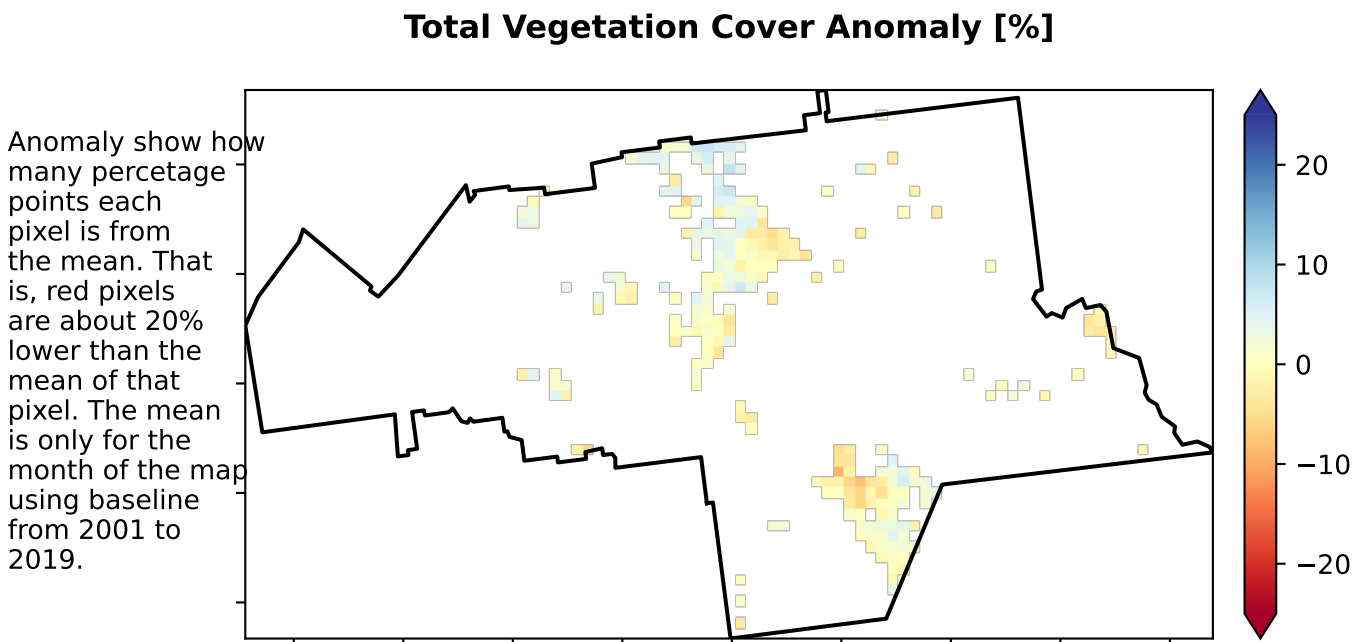 Total Vegetation Cover Anomaly [%]
Anomaly show how
many percetage
points each
pixel is from
the mean. That
is, red pixels
are about 20%
lower than the
mean of that
pixel. The mean
is only for the
month of the map
using baseline
from 2001 to
2019.
20
10
0
−10
−20